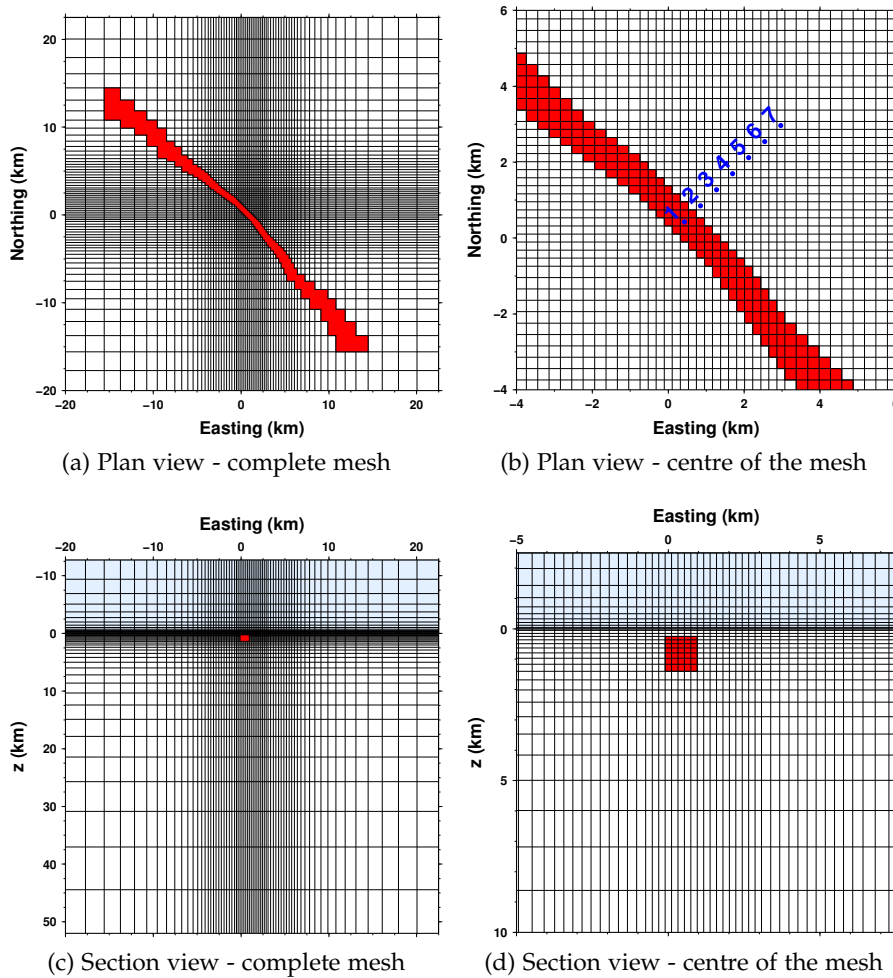 20
10
0
−10
−20
Northing (km)
−20 −10 0 10 20
Easting (km)
(a) Plan view - complete mesh
6
4
2
0
−2
−4
Northing (km)
1 2 3 4 5 6 7
−4 −2 0 2 4 6
Easting (km)
(b) Plan view - centre of the mesh
Easting (km)
−20 −10 0 10 20
−10
0
10
20
30
40
50
z (km)
(c) Section view - complete mesh
Easting (km)
−5 0 5
0
5
10
z (km)
(d) Section view - centre of the mesh